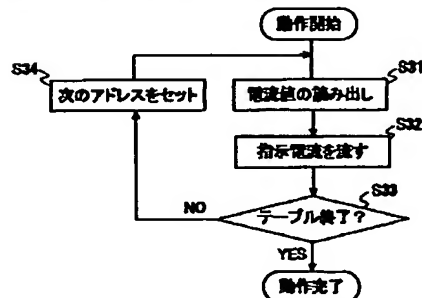 動作開始
S31
電流値の読み出し
S34
次のアドレスをセット
S32
指示電流を流す
S33
テーブル終了？
NO
YES
動作完了